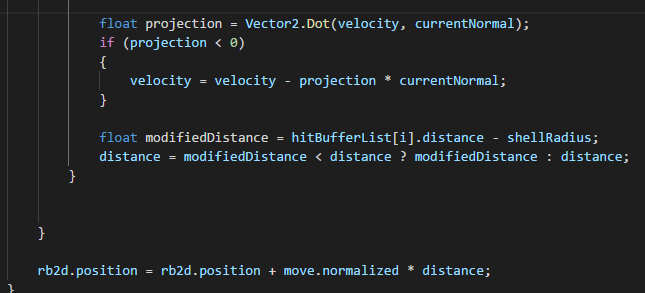 float projection = Vector2.Dot(velocity, currentNormal);
if (projection < 0)
{
velocity = velocity - projection * currentNormal;
}
float modifiedDistance = hitBufferList[i].distance - shellRadius;
distance = modifiedDistance < distance ? modifiedDistance : distance;
}
}
rb2d.position = rb2d.position + move.normalized * distance;
}